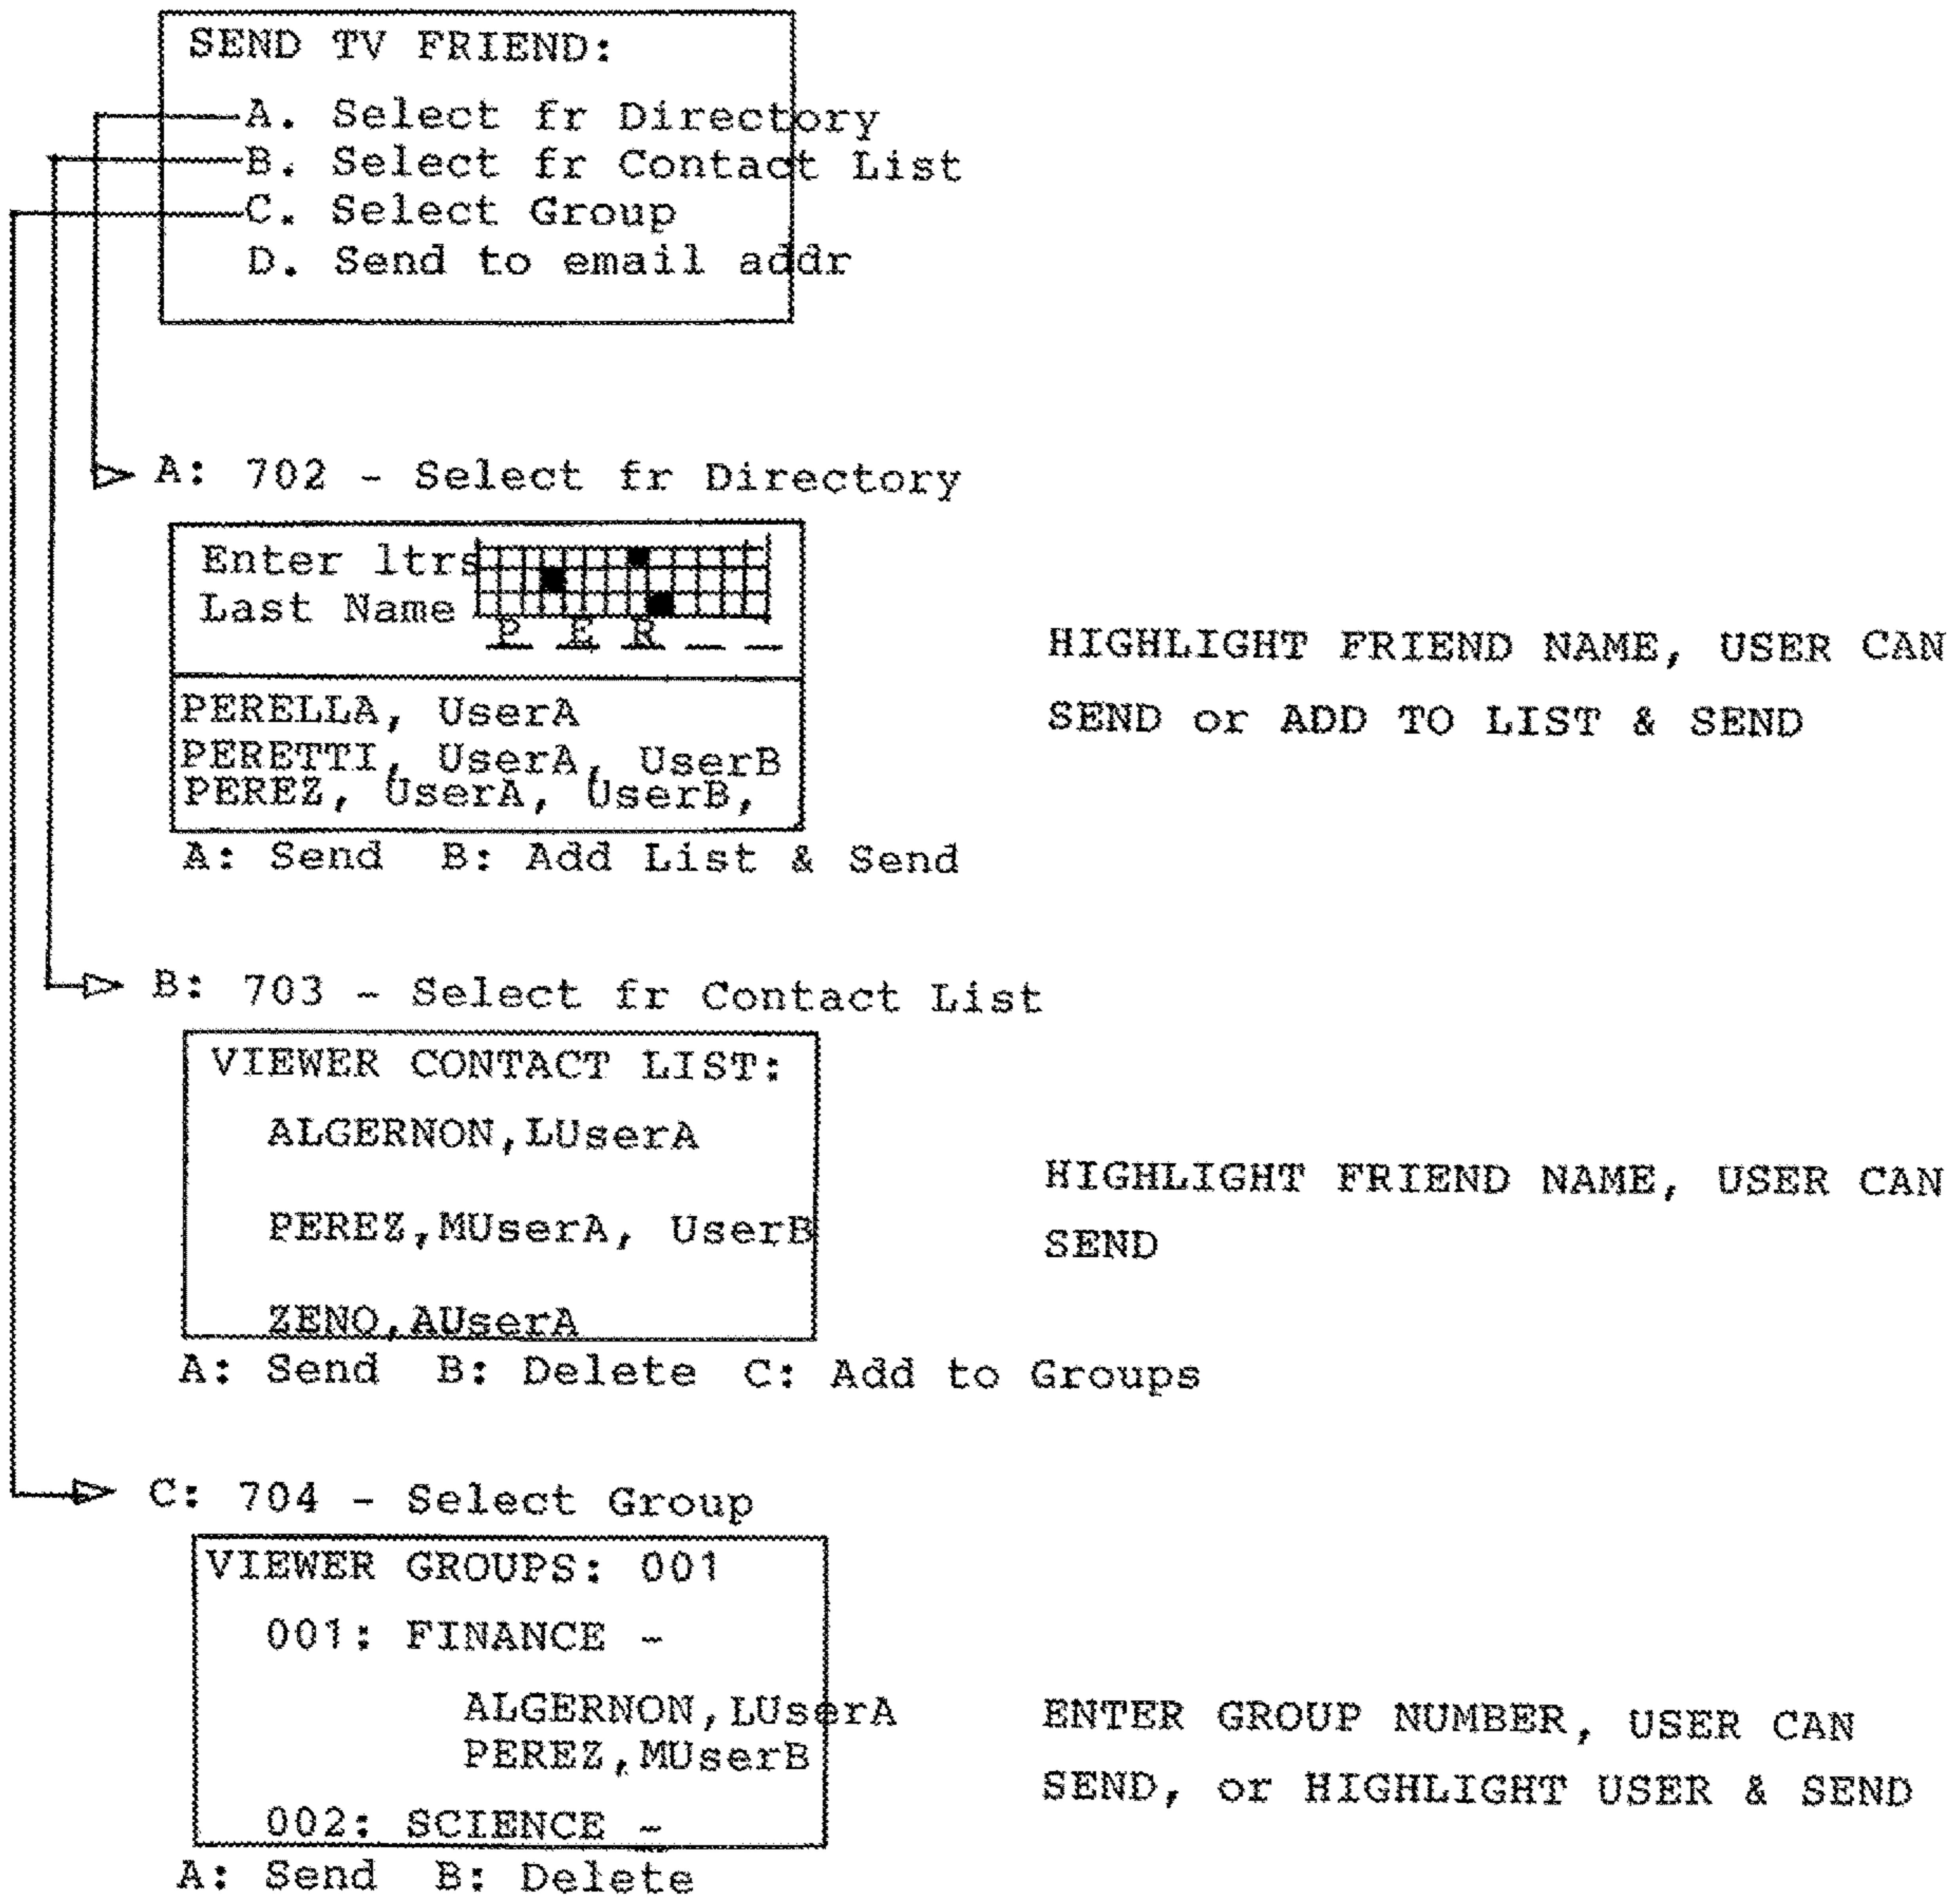 SEND TV FRIEND:
A. Select fr Directory
B. Select fr Contact List
C. Select Group
D. Send to email addr
A: 702 - Select fr Directory
Enter ltrs
Last Name
P E R _ _
PERELLA, UserA
PERETTI, UserA, UserB
PEREZ, UserA, UserB,
A: Send B: Add List & Send
HIGHLIGHT FRIEND NAME, USER CAN
SEND or ADD TO LIST & SEND
B: 703 - Select fr Contact List
VIEWER CONTACT LIST:
ALGERNON,LUserA
PEREZ,MUserA, UserB
ZENO,AUserA
A: Send B: Delete C: Add to Groups
HIGHLIGHT FRIEND NAME, USER CAN
SEND
C: 704 - Select Group
VIEWER GROUPS: 001
001: FINANCE -
ALGERNON,LUserA
PEREZ,MUserB
002: SCIENCE -
A: Send B: Delete
ENTER GROUP NUMBER, USER CAN
SEND, or HIGHLIGHT USER & SEND